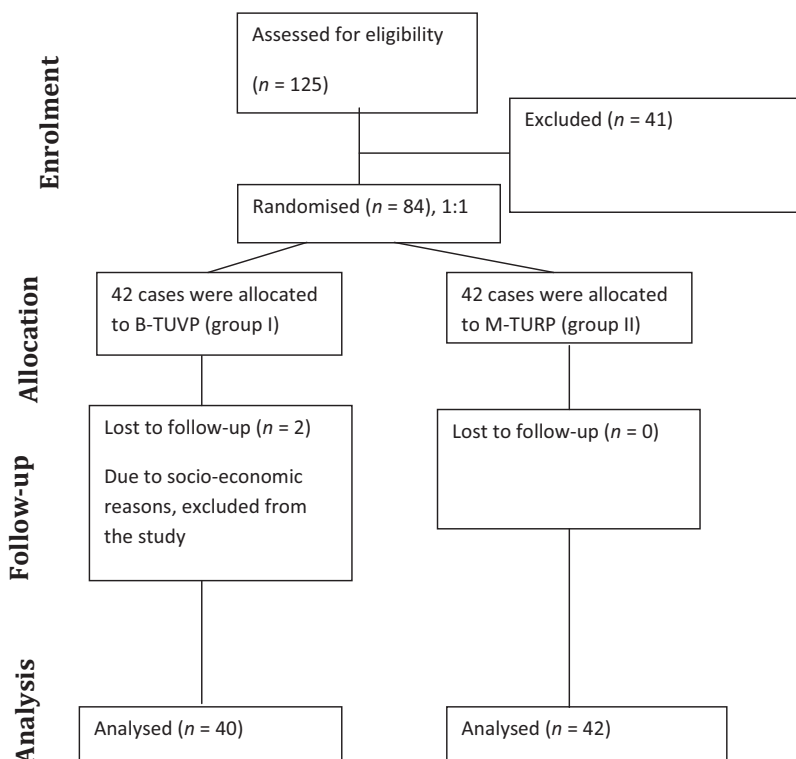 Enrolment
Assessed for eligibility
(n = 125)
Excluded (n = 41)
Randomised (n = 84), 1:1
Allocation
42 cases were allocated
to B-TUVP (group I)
42 cases were allocated
to M-TURP (group II)
Follow-up
Lost to follow-up (n = 2)
Due to socio-economic
reasons, excluded from
the study
Lost to follow-up (n = 0)
Analysis
Analysed (n = 40)
Analysed (n = 42)